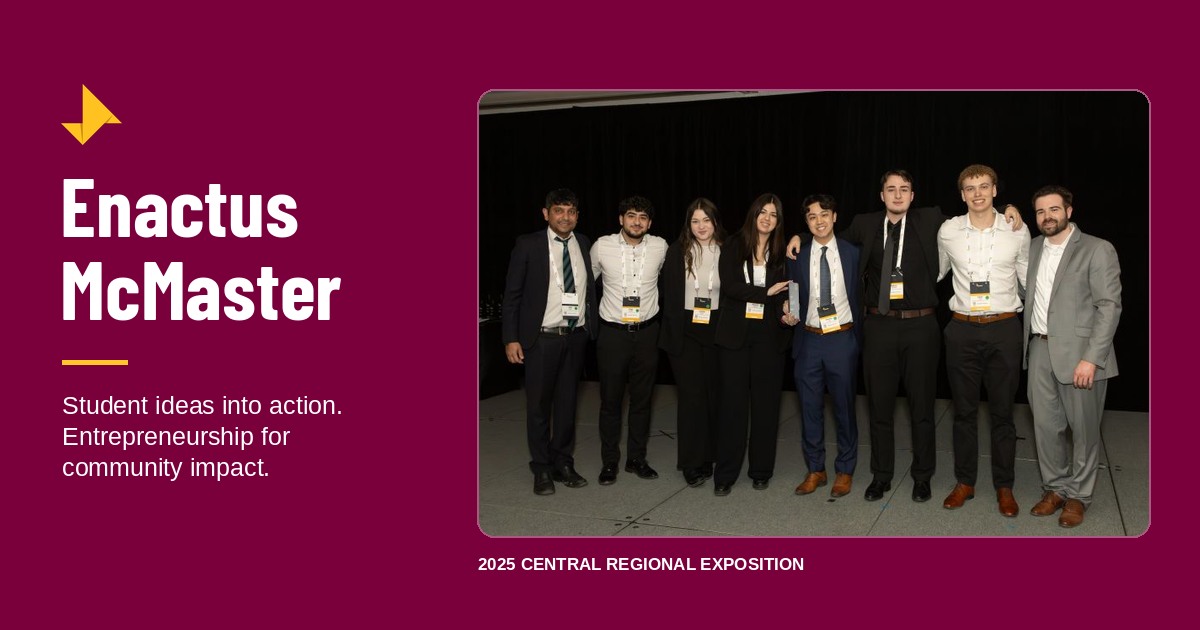 Enactus
McMaster
Student ideas into action.
Entrepreneurship for
community impact.
2025 CENTRAL REGIONAL EXPOSITION